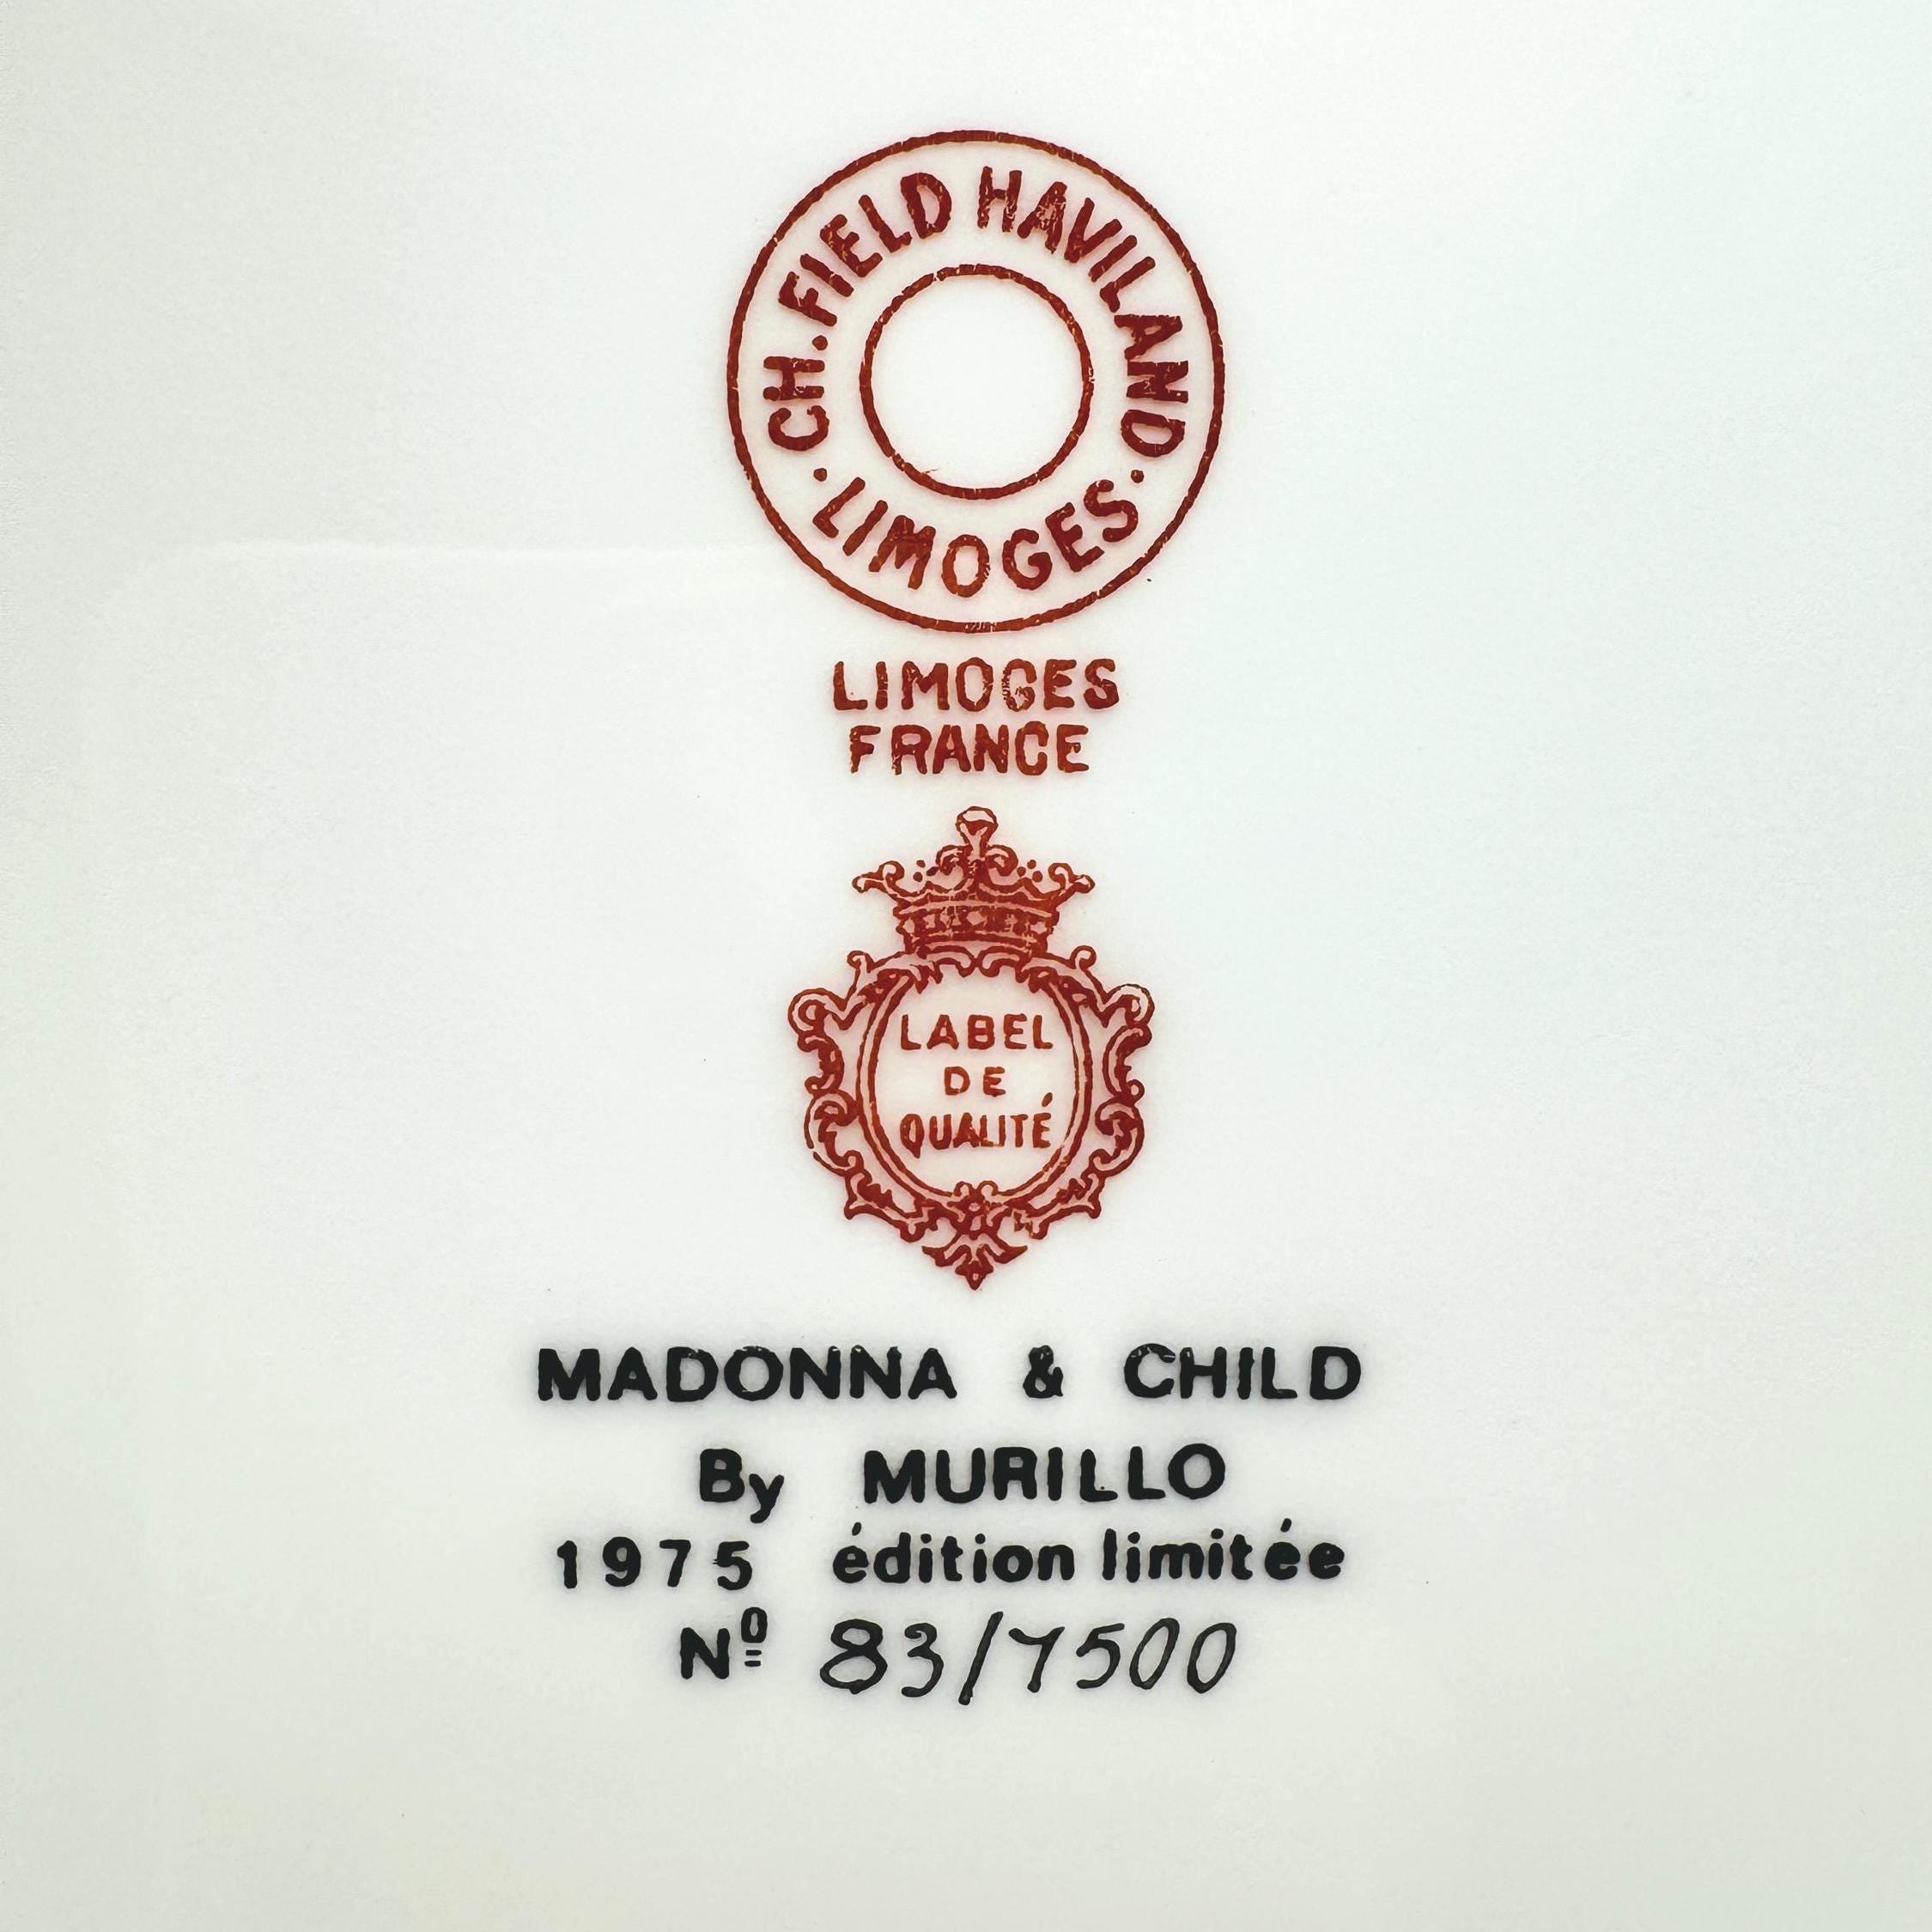 CH. FIELD HAVILAND
· LIMOGES ·
LIMOGES
FRANCE
LABEL
DE
QUALITÉ
MADONNA & CHILD
By MURILLO
1975 édition limitée
Nº 83/7500